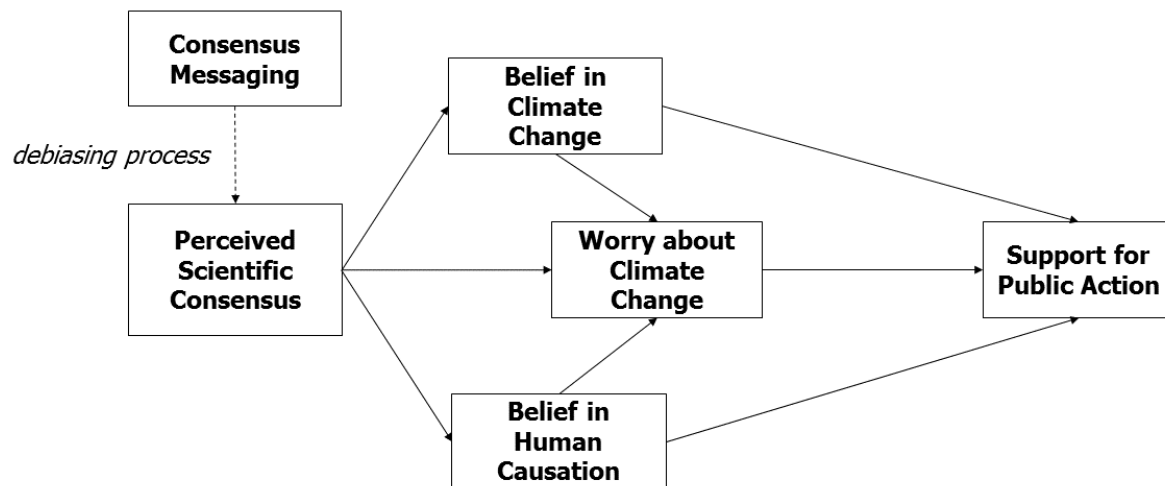 Consensus
Messaging
debiasing process
Perceived
Scientific
Consensus
Belief in
Climate
Change
Worry about
Climate
Change
Belief in
Human
Causation
Support for
Public Action